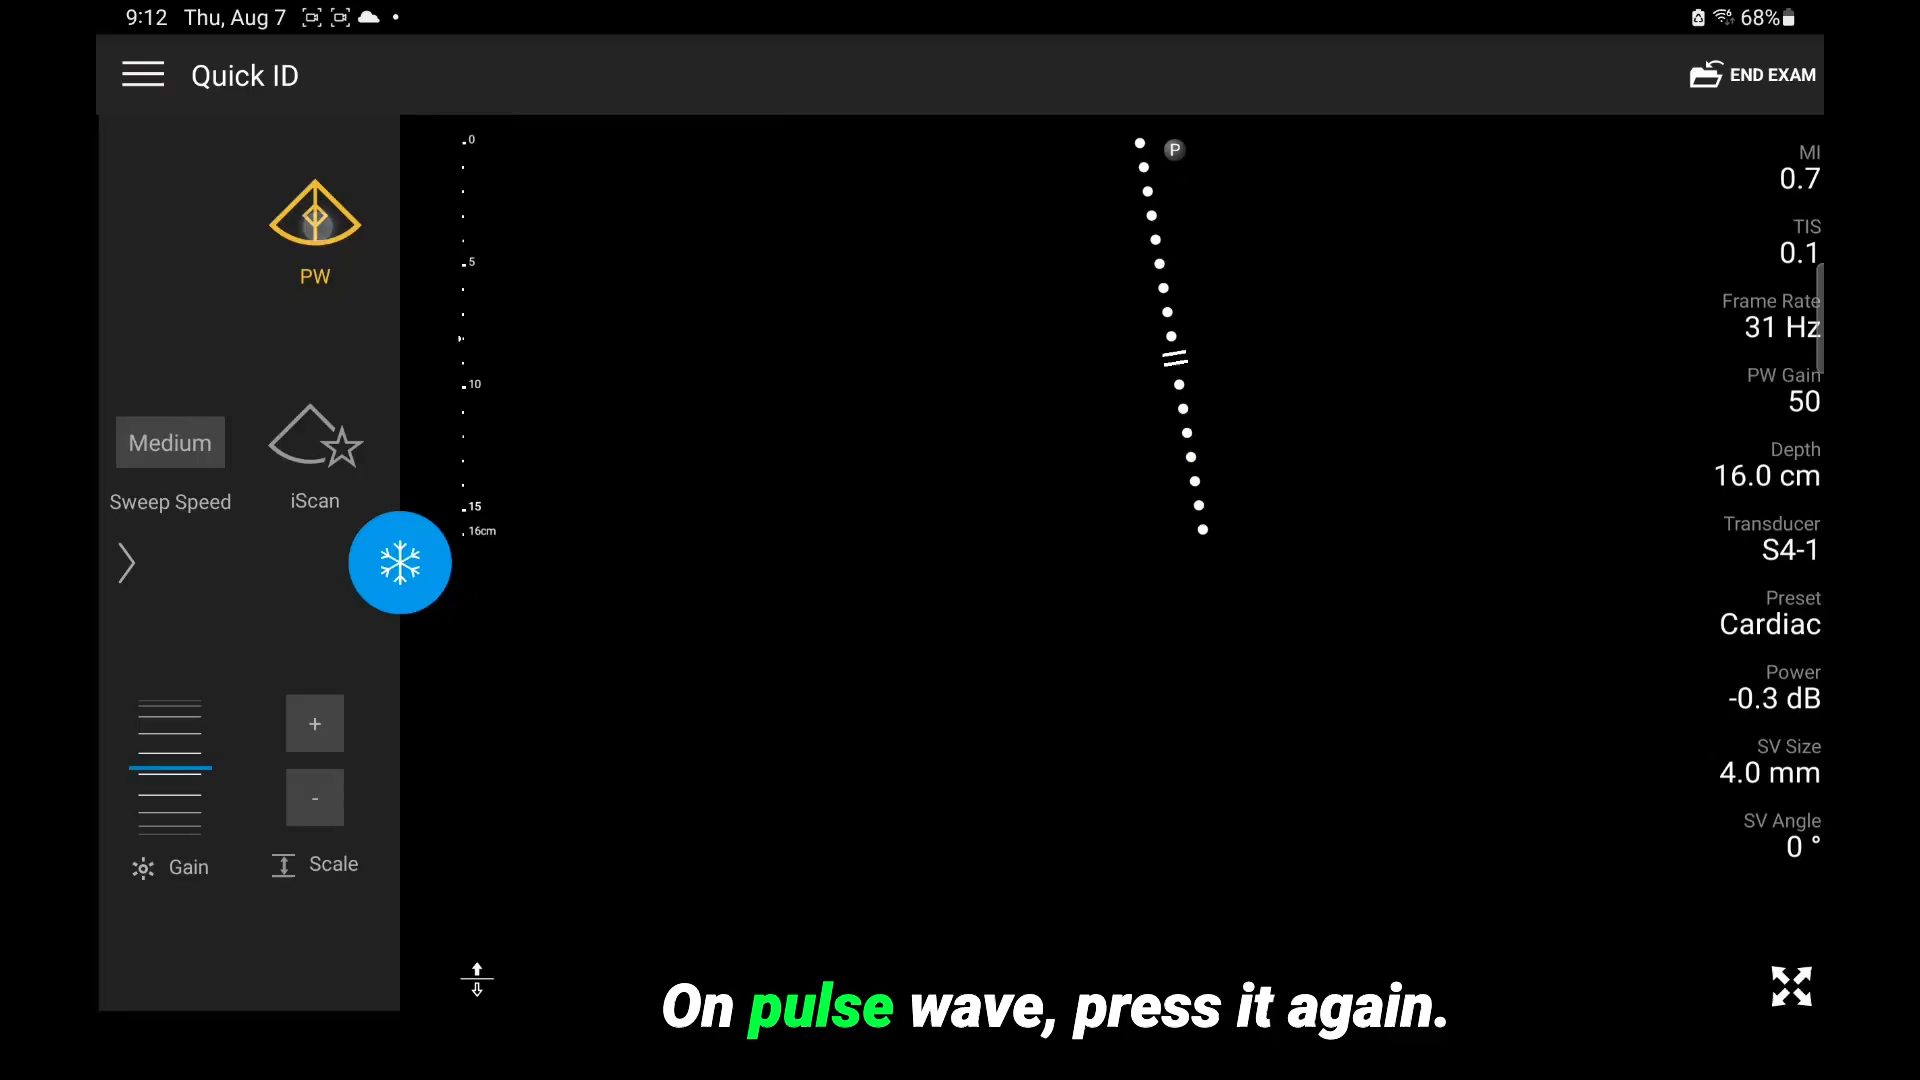 9:12 Thu, Aug 7
68%
Quick ID
END EXAM
PW
Medium
Sweep Speed
iScan
+
-
Gain
Scale
0
5
10
15
16cm
P
MI
0.7
TIS
0.1
Frame Rate
31 Hz
PW Gain
50
Depth
16.0 cm
Transducer
S4-1
Preset
Cardiac
Power
-0.3 dB
SV Size
4.0 mm
SV Angle
0 °
On pulse wave, press it again.